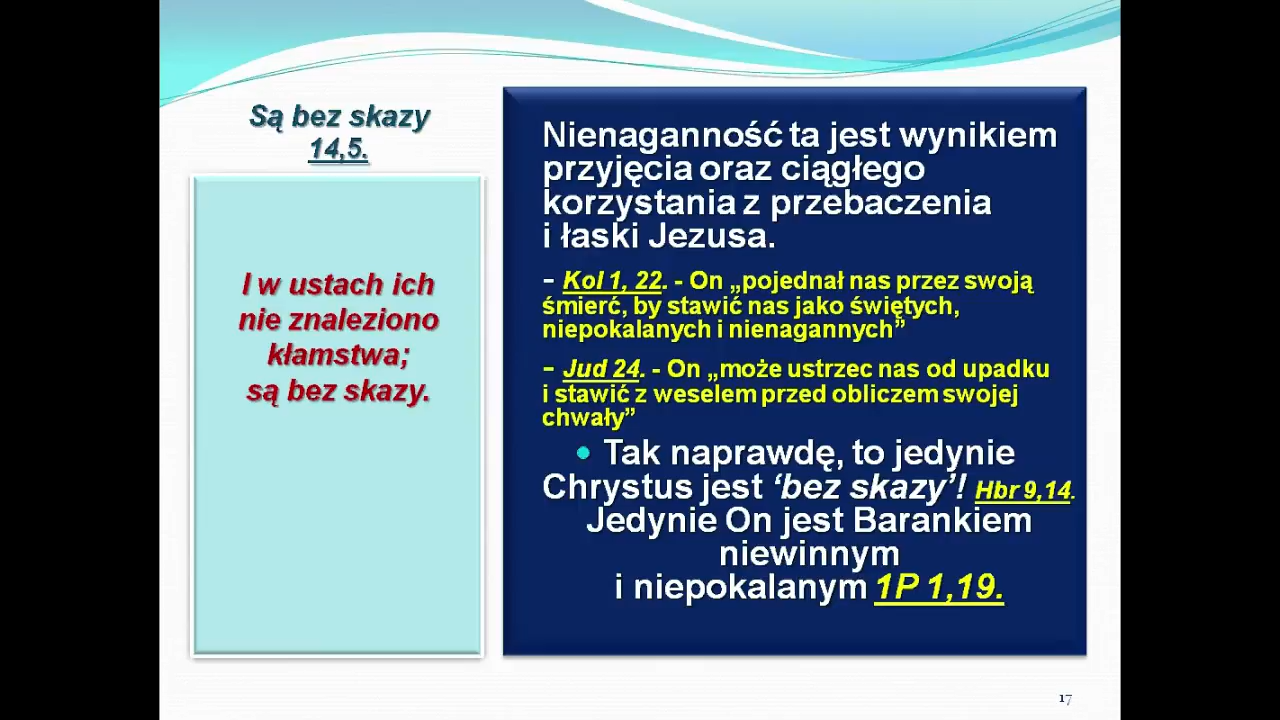 Są bez skazy
14,5.
I w ustach ich
nie znaleziono
kłamstwa;
są bez skazy.
Nienaganność ta jest wynikiem
przyjęcia oraz ciągłego
korzystania z przebaczenia
i łaski Jezusa.
- Kol 1, 22. - On „pojednał nas przez swoją
śmierć, by stawić nas jako świętych,
niepokalanych i nienagannych”
- Jud 24. - On „może ustrzec nas od upadku
i stawić z weselem przed obliczem swojej
chwały”
• Tak naprawdę, to jedynie
Chrystus jest ‘bez skazy’! Hbr 9,14.
Jedynie On jest Barankiem
niewinnym
i niepokalanym 1P 1,19.
17